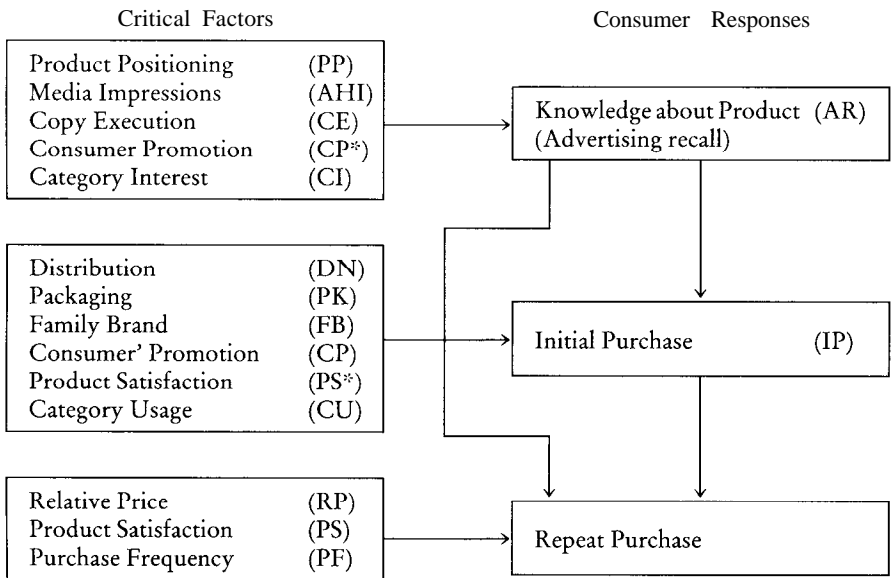 Critical Factors
Consumer Responses
Product Positioning (PP)
Media Impressions (AHI)
Copy Execution (CE)
Consumer Promotion (CP*)
Category Interest (CI)
Knowledge about Product (AR)
(Advertising recall)
Distribution (DN)
Packaging (PK)
Family Brand (FB)
Consumer’ Promotion (CP)
Product Satisfaction (PS*)
Category Usage (CU)
Initial Purchase (IP)
Relative Price (RP)
Product Satisfaction (PS)
Purchase Frequency (PF)
Repeat Purchase